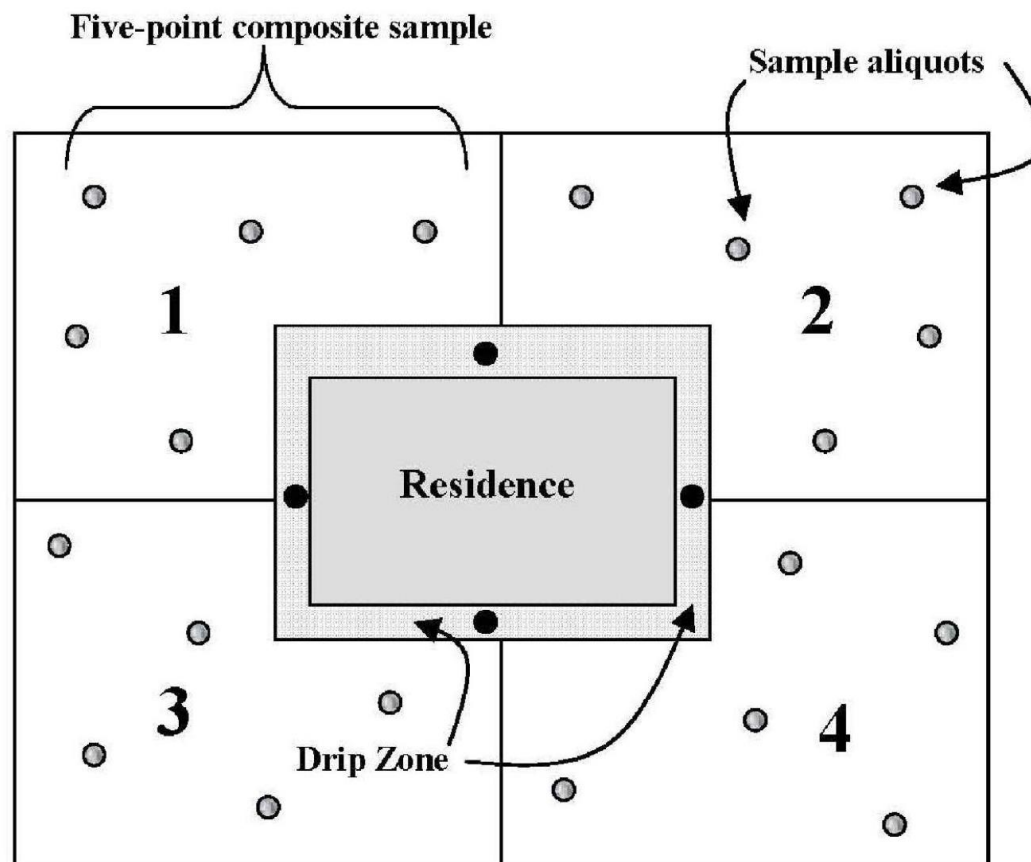 Five-point composite sample
Sample aliquots
1
2
Residence
3
4
Drip Zone